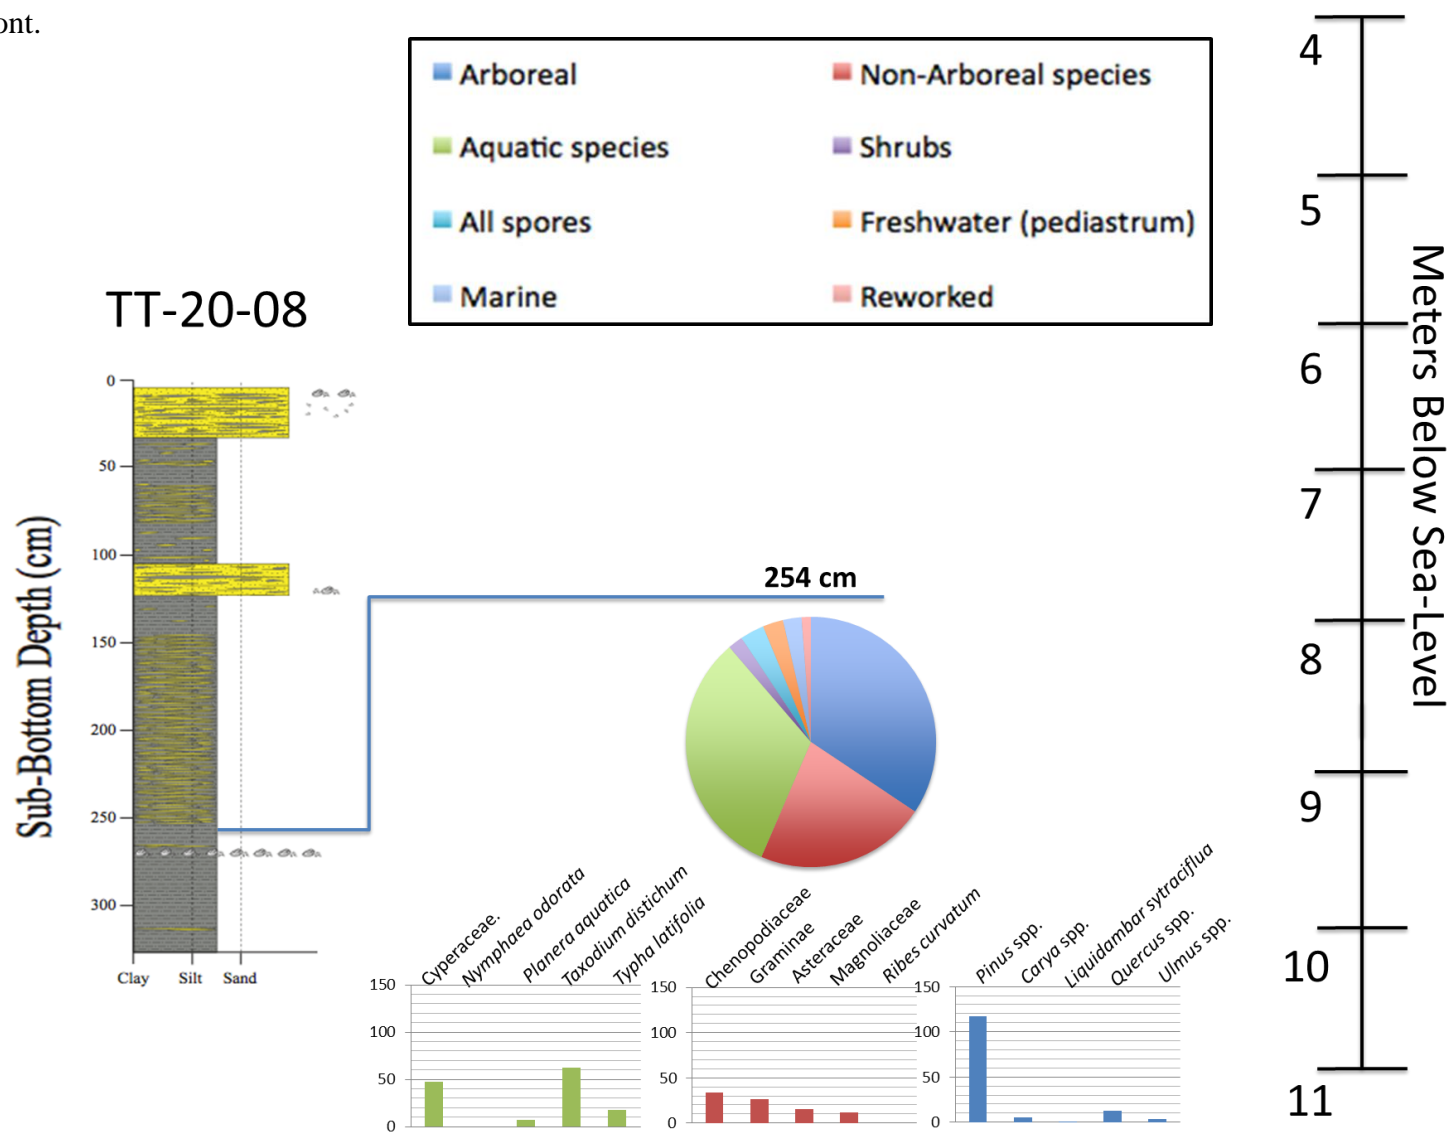 ont.
Arboreal
Non-Arboreal species
Aquatic species
Shrubs
All spores
Freshwater (pediastrum)
Marine
Reworked
TT-20-08
Sub-Bottom Depth (cm)
0
50
100
150
200
250
300
Clay
Silt
Sand
254 cm
Cyperaceae.
Nymphaea odorata
Planera aquatica
Taxodium distichum
Typha latifolia
150
100
50
0
Chenopodiaceae
Graminae
Asteraceae
Magnoliaceae
Ribes curvatum
150
100
50
0
Pinus spp.
Carya spp.
Liquidambar sytraciflua
Quercus spp.
Ulmus spp.
150
100
50
0
4
5
6
7
8
9
10
11
Meters Below Sea-Level